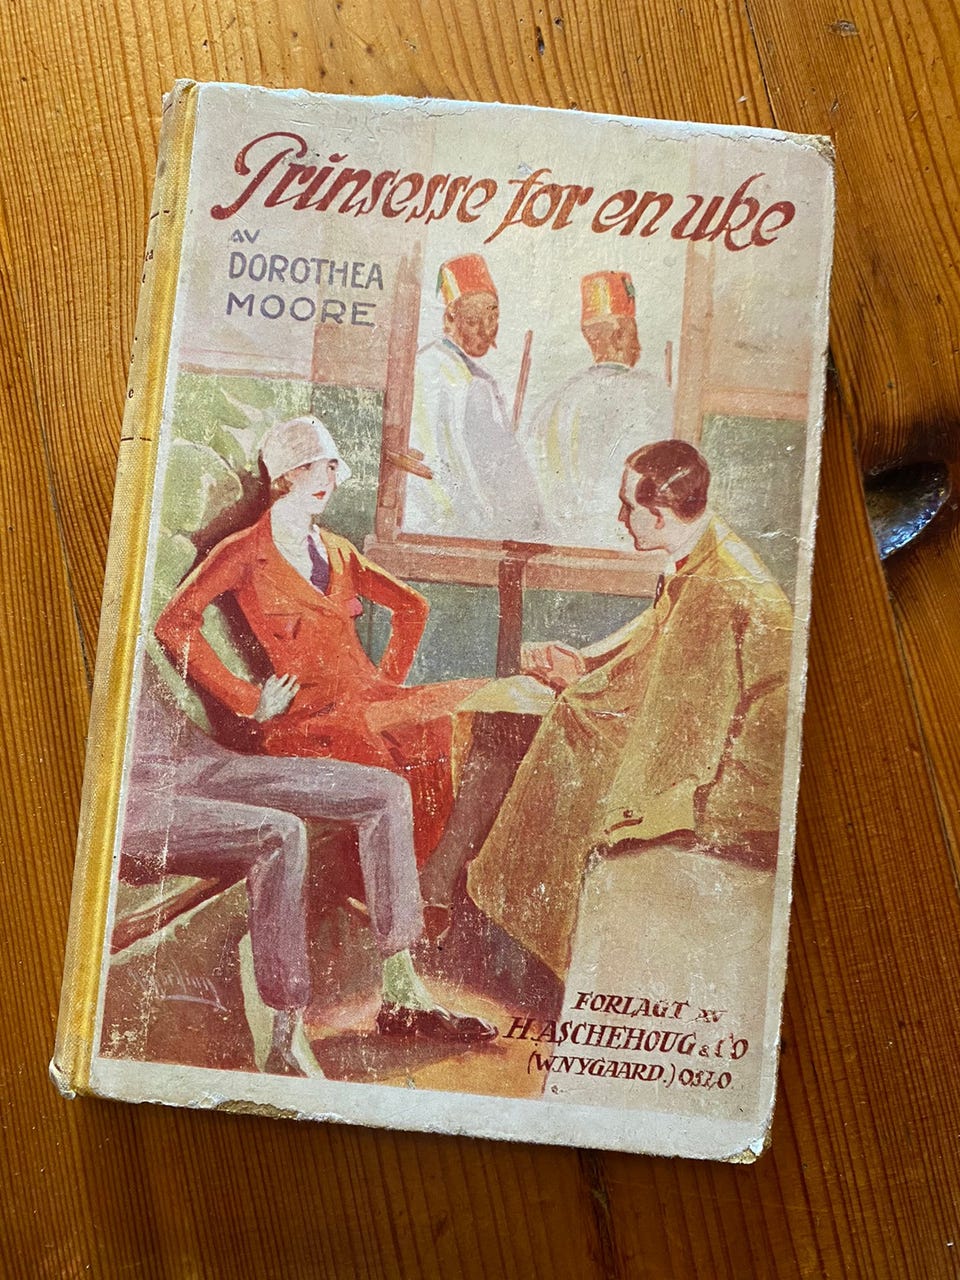 Prinsesse for en uke
AV
DOROTHEA
MOORE
FORLAGT AV
H. ASCHEHOUG & CO
(W. NYGAARD.) OSLO